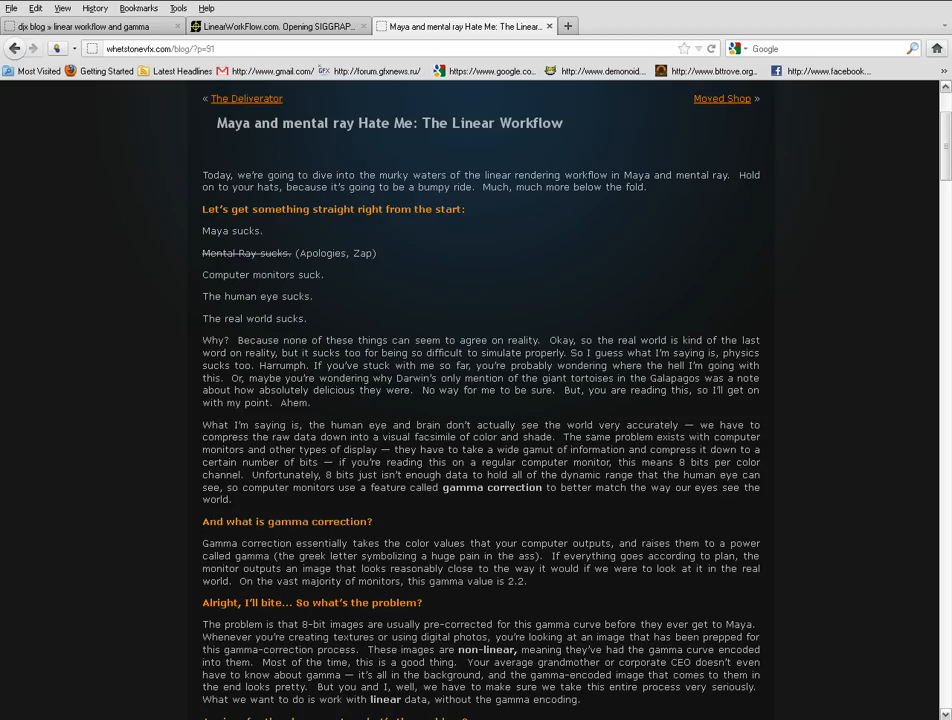 File Edit View History Bookmarks Tools Help
djx blog » linear workflow and gamma × LinearWorkFlow.com. Opening SIGGRAP... × Maya and mental ray Hate Me: The Linear... × +
whetstonevfx.com/blog/?p=91 Google
Most Visited Getting Started Latest Headlines http://www.gmail.com/ GFX http://forum.gfxnews.ru/ https://www.google.co... http://www.demonoid... http://www.bttrove.org... http://www.facebook...
« The Deliverator Moved Shop »
Maya and mental ray Hate Me: The Linear Workflow
Today, we're going to dive into the murky waters of the linear rendering workflow in Maya and mental ray. Hold
on to your hats, because it's going to be a bumpy ride. Much, much more below the fold.
Let's get something straight right from the start:
Maya sucks.
Mental Ray sucks. (Apologies, Zap)
Computer monitors suck.
The human eye sucks.
The real world sucks.
Why? Because none of these things can seem to agree on reality. Okay, so the real world is kind of the last
word on reality, but it sucks too for being so difficult to simulate properly. So I guess what I'm saying is, physics
sucks too. Harrumph. If you've stuck with me so far, you're probably wondering where the hell I'm going with
this. Or, maybe you're wondering why Darwin's only mention of the giant tortoises in the Galapagos was a note
about how absolutely delicious they were. No way for me to be sure. But, you are reading this, so I'll get on
with my point. Ahem.
What I'm saying is, the human eye and brain don't actually see the world very accurately — we have to
compress the raw data down into a visual facsimile of color and shade. The same problem exists with computer
monitors and other types of display — they have to take a wide gamut of information and compress it down to a
certain number of bits — if you're reading this on a regular computer monitor, this means 8 bits per color
channel. Unfortunately, 8 bits just isn't enough data to hold all of the dynamic range that the human eye can
see, so computer monitors use a feature called gamma correction to better match the way our eyes see the
world.
And what is gamma correction?
Gamma correction essentially takes the color values that your computer outputs, and raises them to a power
called gamma (the greek letter symbolizing a huge pain in the ass). If everything goes according to plan, the
monitor outputs an image that looks reasonably close to the way it would if we were to look at it in the real
world. On the vast majority of monitors, this gamma value is 2.2.
Alright, I'll bite... So what's the problem?
The problem is that 8-bit images are usually pre-corrected for this gamma curve before they ever get to Maya.
Whenever you're creating textures or using digital photos, you're looking at an image that has been prepped for
this gamma-correction process. These images are non-linear, meaning they've had the gamma curve encoded
into them. Most of the time, this is a good thing. Your average grandmother or corporate CEO doesn't even
have to know about gamma — it's all in the background, and the gamma-encoded image that comes to them in
the end looks pretty. But you and I, well, we have to make sure we take this entire process very seriously.
What we want to do is work with linear data, without the gamma encoding.